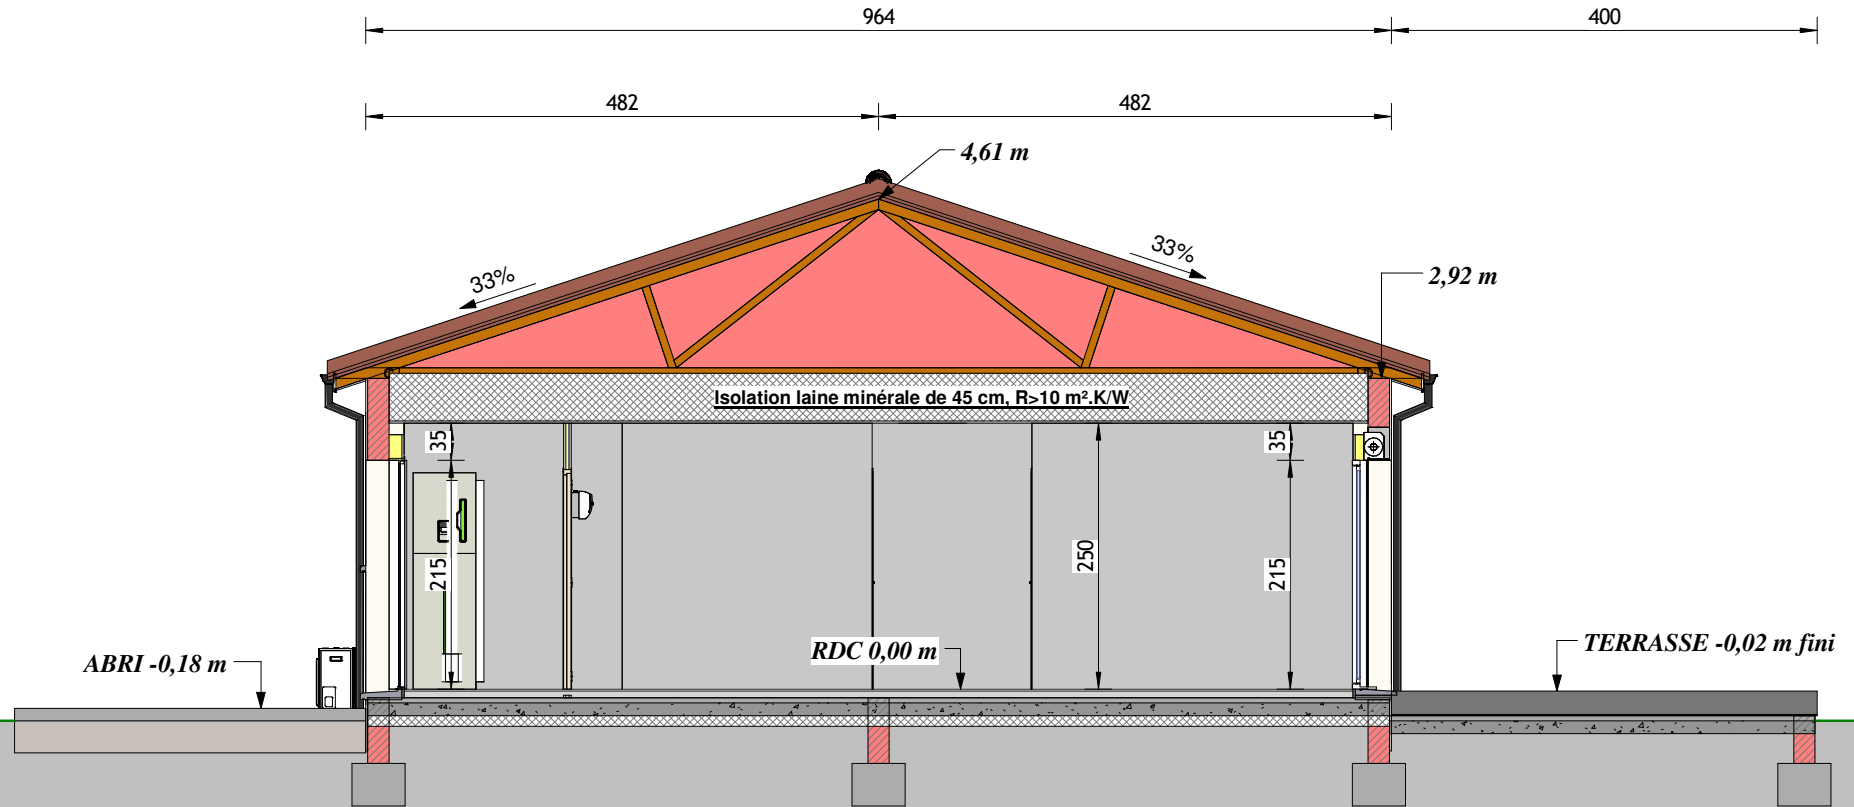 964
400
482
482
4,61 m
33%
33%
2,92 m
Isolation laine minérale de 45 cm, R>10 m².K/W
35
35
215
250
215
RDC 0,00 m
ABRI -0,18 m
TERRASSE -0,02 m fini